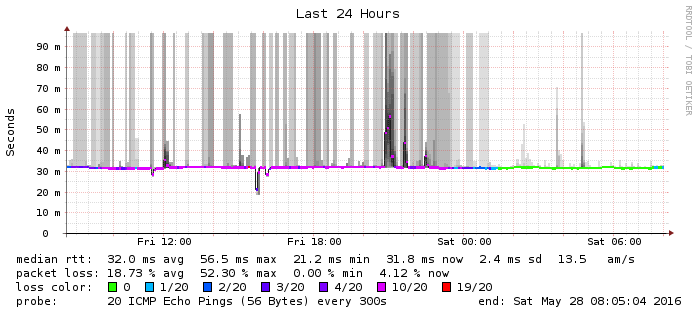 Last 24 Hours
RRDTOOL / TOBI OETIKER
Seconds
90 m
80 m
70 m
60 m
50 m
40 m
30 m
20 m
10 m
0
Fri 12:00 Fri 18:00 Sat 00:00 Sat 06:00
median rtt: 32.0 ms avg 56.5 ms max 21.2 ms min 31.8 ms now 2.4 ms sd 13.5 am/s
packet loss: 18.73 % avg 52.30 % max 0.00 % min 4.12 % now
loss color: 0 1/20 2/20 3/20 4/20 10/20 19/20
probe: 20 ICMP Echo Pings (56 Bytes) every 300s end: Sat May 28 08:05:04 2016